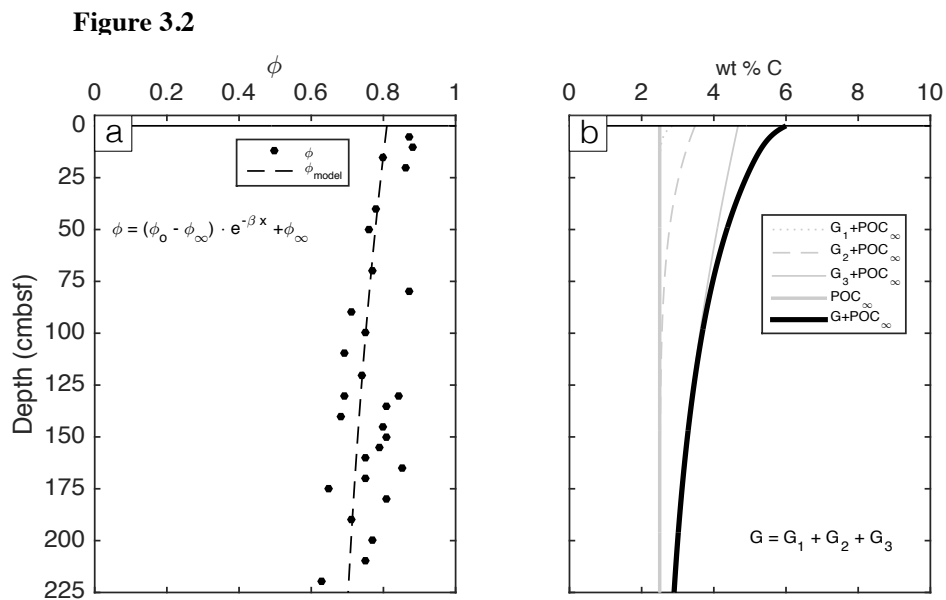 Figure 3.2
ϕ
0 0.2 0.4 0.6 0.8 1
a
ϕ
ϕmodel
ϕ = (ϕo - ϕ∞) · e-βx +ϕ∞
Depth (cmbsf)
0
25
50
75
100
125
150
175
200
225
wt % C
0 2 4 6 8 10
b
G1+POC∞
G2+POC∞
G3+POC∞
POC∞
G+POC∞
G = G1 + G2 + G3